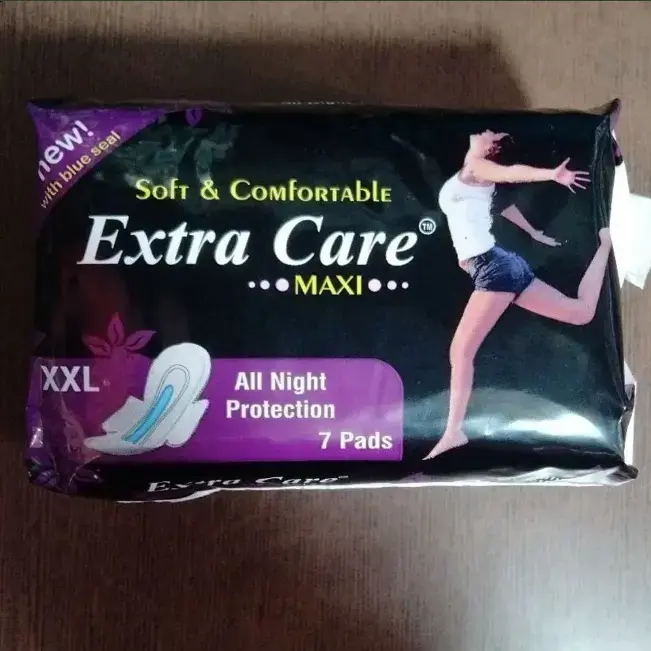 new!
with blue seal
Soft & Comfortable
Extra Care™
MAXI
XXL
All Night
Protection
7 Pads
Extra Care™